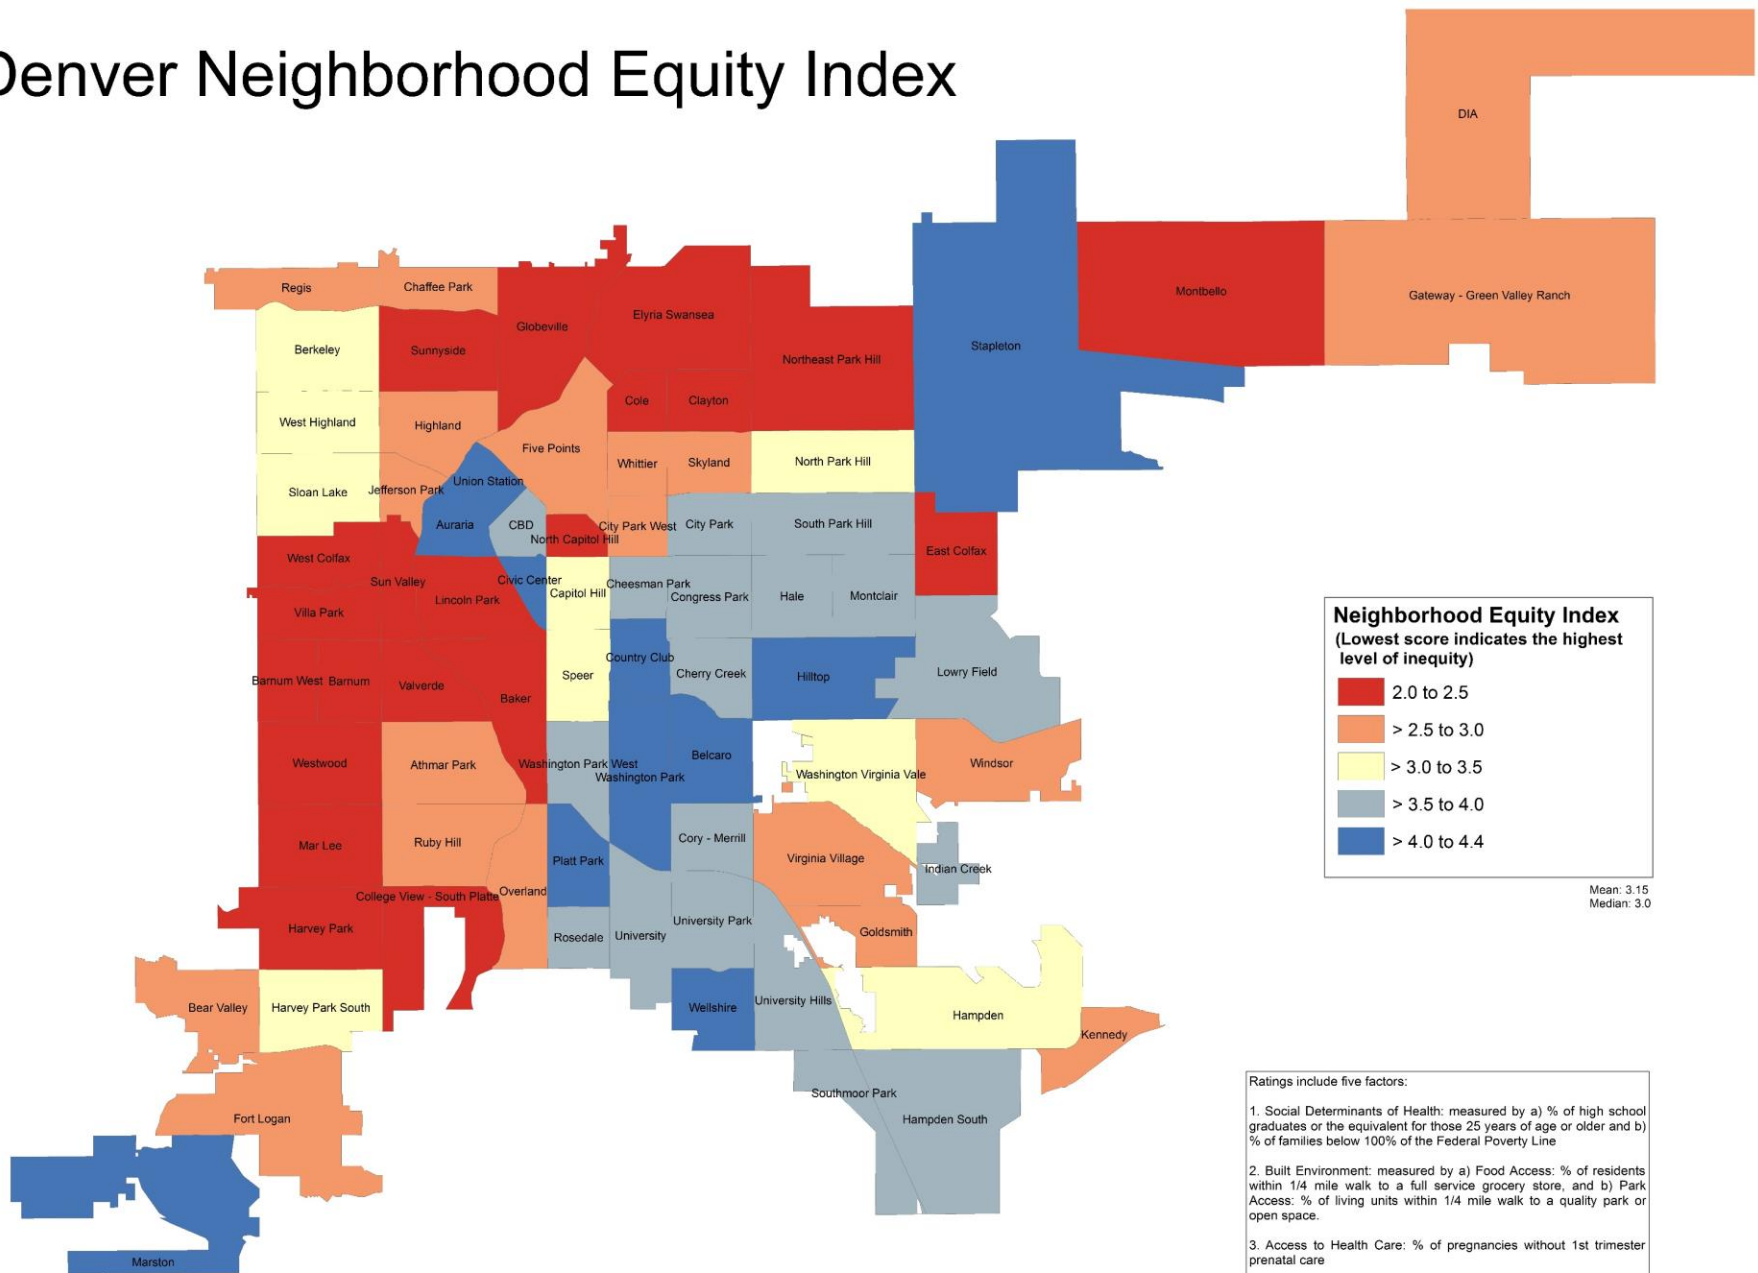 Denver Neighborhood Equity Index
DIA
Regis
Chaffee Park
Globeville
Elyria Swansea
Montbello
Gateway - Green Valley Ranch
Berkeley
Sunnyside
Northeast Park Hill
Stapleton
Cole
Clayton
West Highland
Highland
Five Points
Whittier
Skyland
North Park Hill
Sloan Lake
Jefferson Park
Union Station
Auraria
CBD
North Capitol Hill
City Park West
City Park
South Park Hill
East Colfax
West Colfax
Sun Valley
Lincoln Park
Civic Center
Capitol Hill
Cheesman Park
Congress Park
Hale
Montclair
Villa Park
Barnum West
Barnum
Valverde
Baker
Speer
Country Club
Cherry Creek
Hilltop
Lowry Field
Westwood
Athmar Park
Washington Park West
Washington Park
Belcaro
Washington Virginia Vale
Windsor
Mar Lee
Ruby Hill
Platt Park
Cory - Merrill
Virginia Village
Indian Creek
College View - South Platte
Overland
Harvey Park
Rosedale
University
University Park
Goldsmith
Bear Valley
Harvey Park South
Wellshire
University Hills
Hampden
Kennedy
Fort Logan
Southmoor Park
Hampden South
Marston
Neighborhood Equity Index
(Lowest score indicates the highest
level of inequity)
2.0 to 2.5
> 2.5 to 3.0
> 3.0 to 3.5
> 3.5 to 4.0
> 4.0 to 4.4
Mean: 3.15
Median: 3.0
Ratings include five factors:
1. Social Determinants of Health: measured by a) % of high school
graduates or the equivalent for those 25 years of age or older and b)
% of families below 100% of the Federal Poverty Line
2. Built Environment: measured by a) Food Access: % of residents
within 1/4 mile walk to a full service grocery store, and b) Park
Access: % of living units within 1/4 mile walk to a quality park or
open space.
3. Access to Health Care: % of pregnancies without 1st trimester
prenatal care